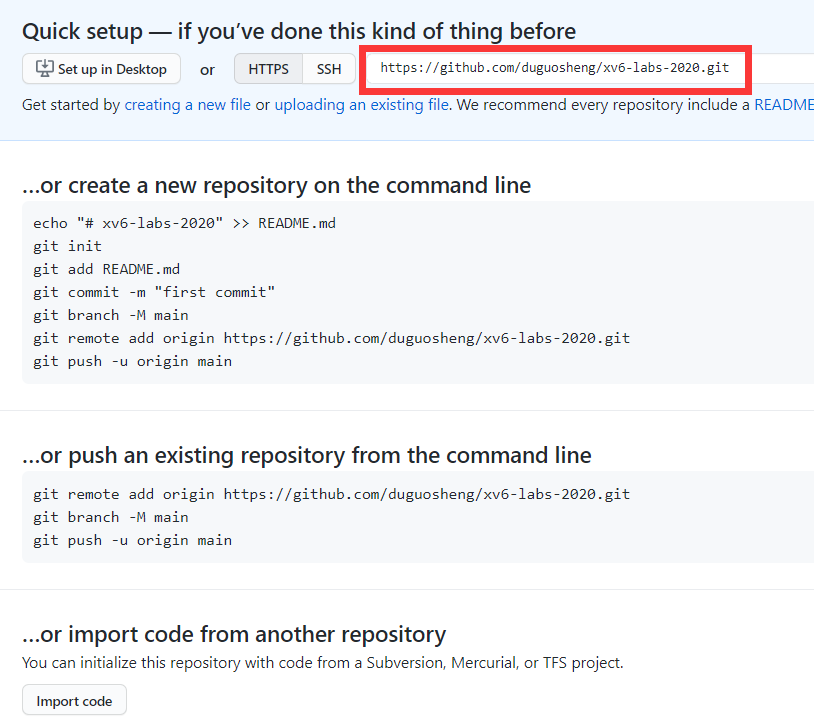 Quick setup — if you’ve done this kind of thing before
Set up in Desktop or HTTPS SSH https://github.com/duguosheng/xv6-labs-2020.git
Get started by creating a new file or uploading an existing file. We recommend every repository include a README
…or create a new repository on the command line
echo "# xv6-labs-2020" >> README.md
git init
git add README.md
git commit -m "first commit"
git branch -M main
git remote add origin https://github.com/duguosheng/xv6-labs-2020.git
git push -u origin main
…or push an existing repository from the command line
git remote add origin https://github.com/duguosheng/xv6-labs-2020.git
git branch -M main
git push -u origin main
…or import code from another repository
You can initialize this repository with code from a Subversion, Mercurial, or TFS project.
Import code